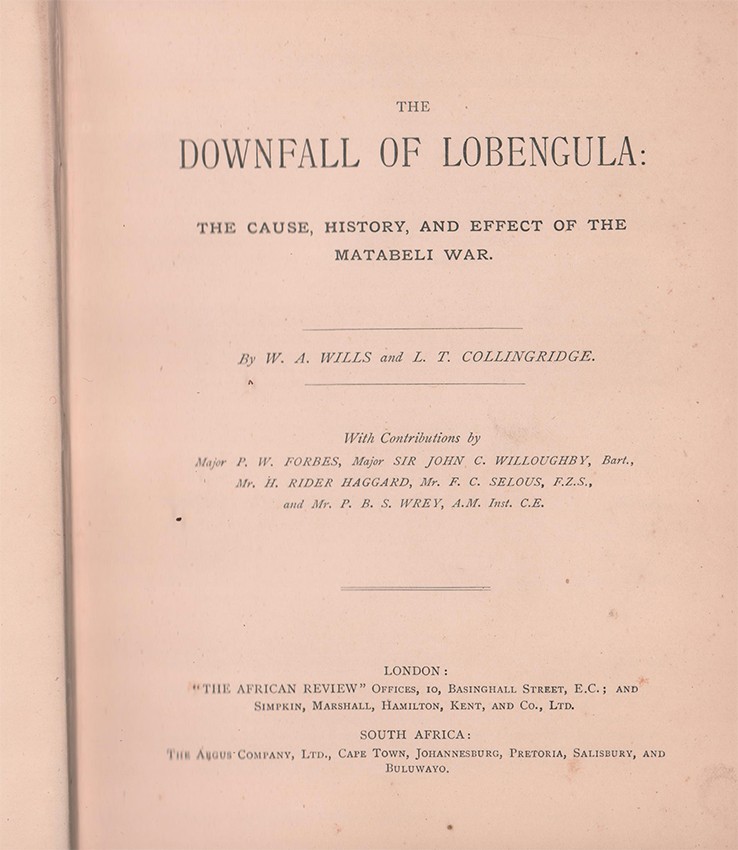 THE
DOWNFALL OF LOBENGULA:
THE CAUSE, HISTORY, AND EFFECT OF THE
MATABELI WAR.
By W. A. WILLS and L. T. COLLINGRIDGE.
With Contributions by
Major P. W. FORBES, Major SIR JOHN C. WILLOUGHBY, Bart.,
Mr. H. RIDER HAGGARD, Mr. F. C. SELOUS, F.Z.S.,
and Mr. P. B. S. WREY, A.M. Inst. C.E.
LONDON:
"THE AFRICAN REVIEW" OFFICES, 10, BASINGHALL STREET, E.C.; AND
SIMPKIN, MARSHALL, HAMILTON, KENT, AND CO., LTD.
SOUTH AFRICA:
THE ARGUS COMPANY, LTD., CAPE TOWN, JOHANNESBURG, PRETORIA, SALISBURY, AND
BULUWAYO.